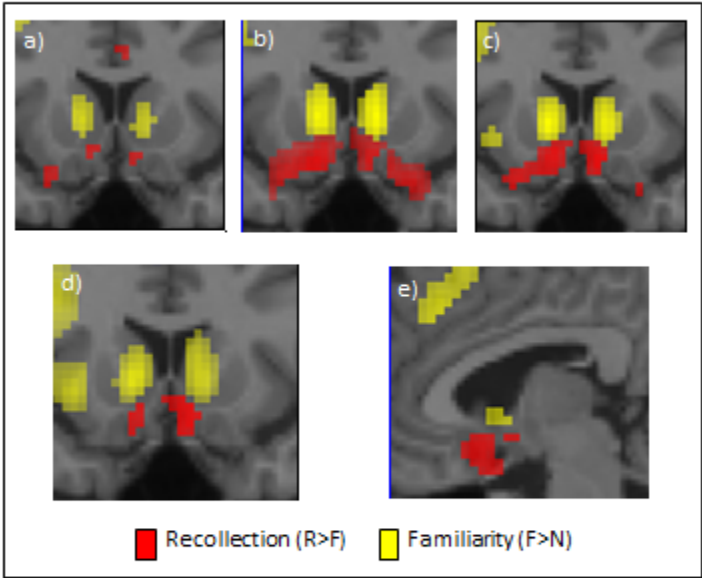 a)
b)
c)
d)
e)
Recollection (R>F)
Familiarity (F>N)